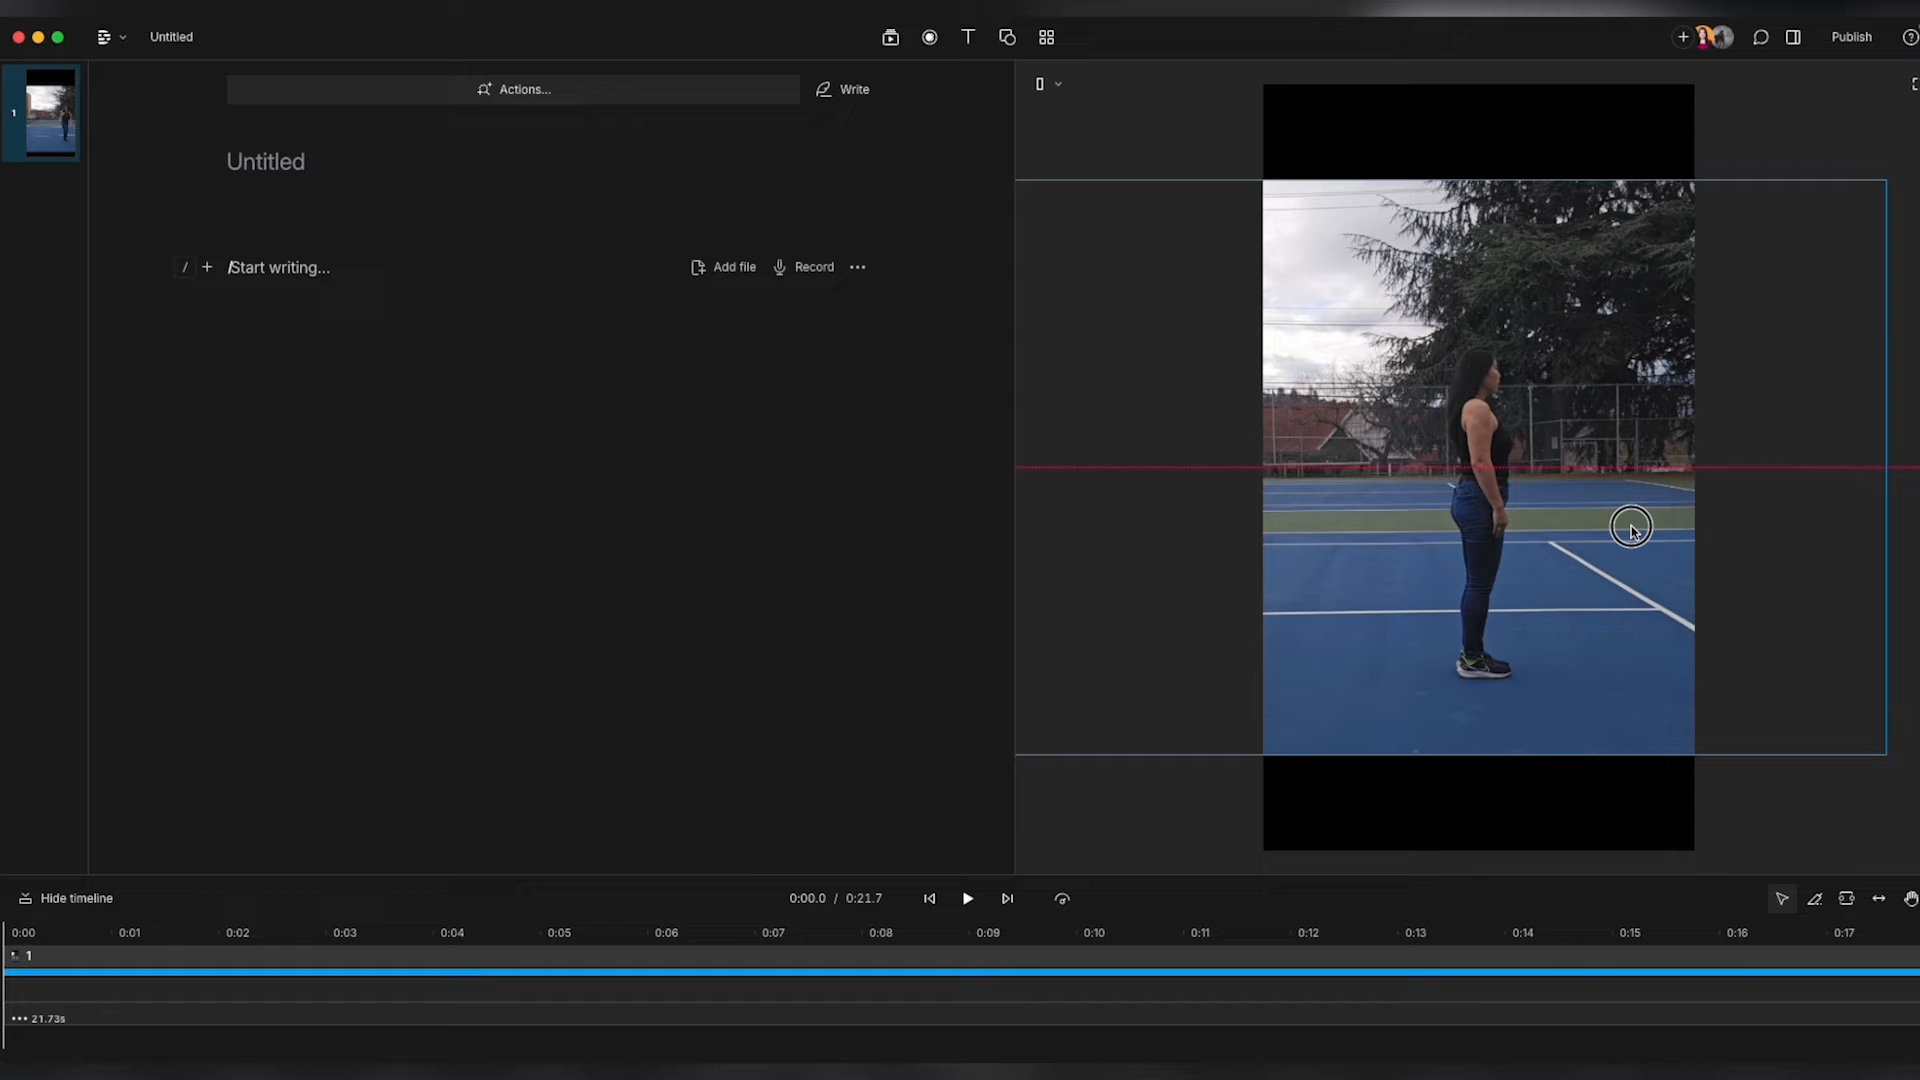 Untitled
Publish
1
Actions...
Write
Untitled
/ + /Start writing...
Add file
Record
Hide timeline
0:00.0 / 0:21.7
0:00 0:01 0:02 0:03 0:04 0:05 0:06 0:07 0:08 0:09 0:10 0:11 0:12 0:13 0:14 0:15 0:16 0:17
1
21.73s